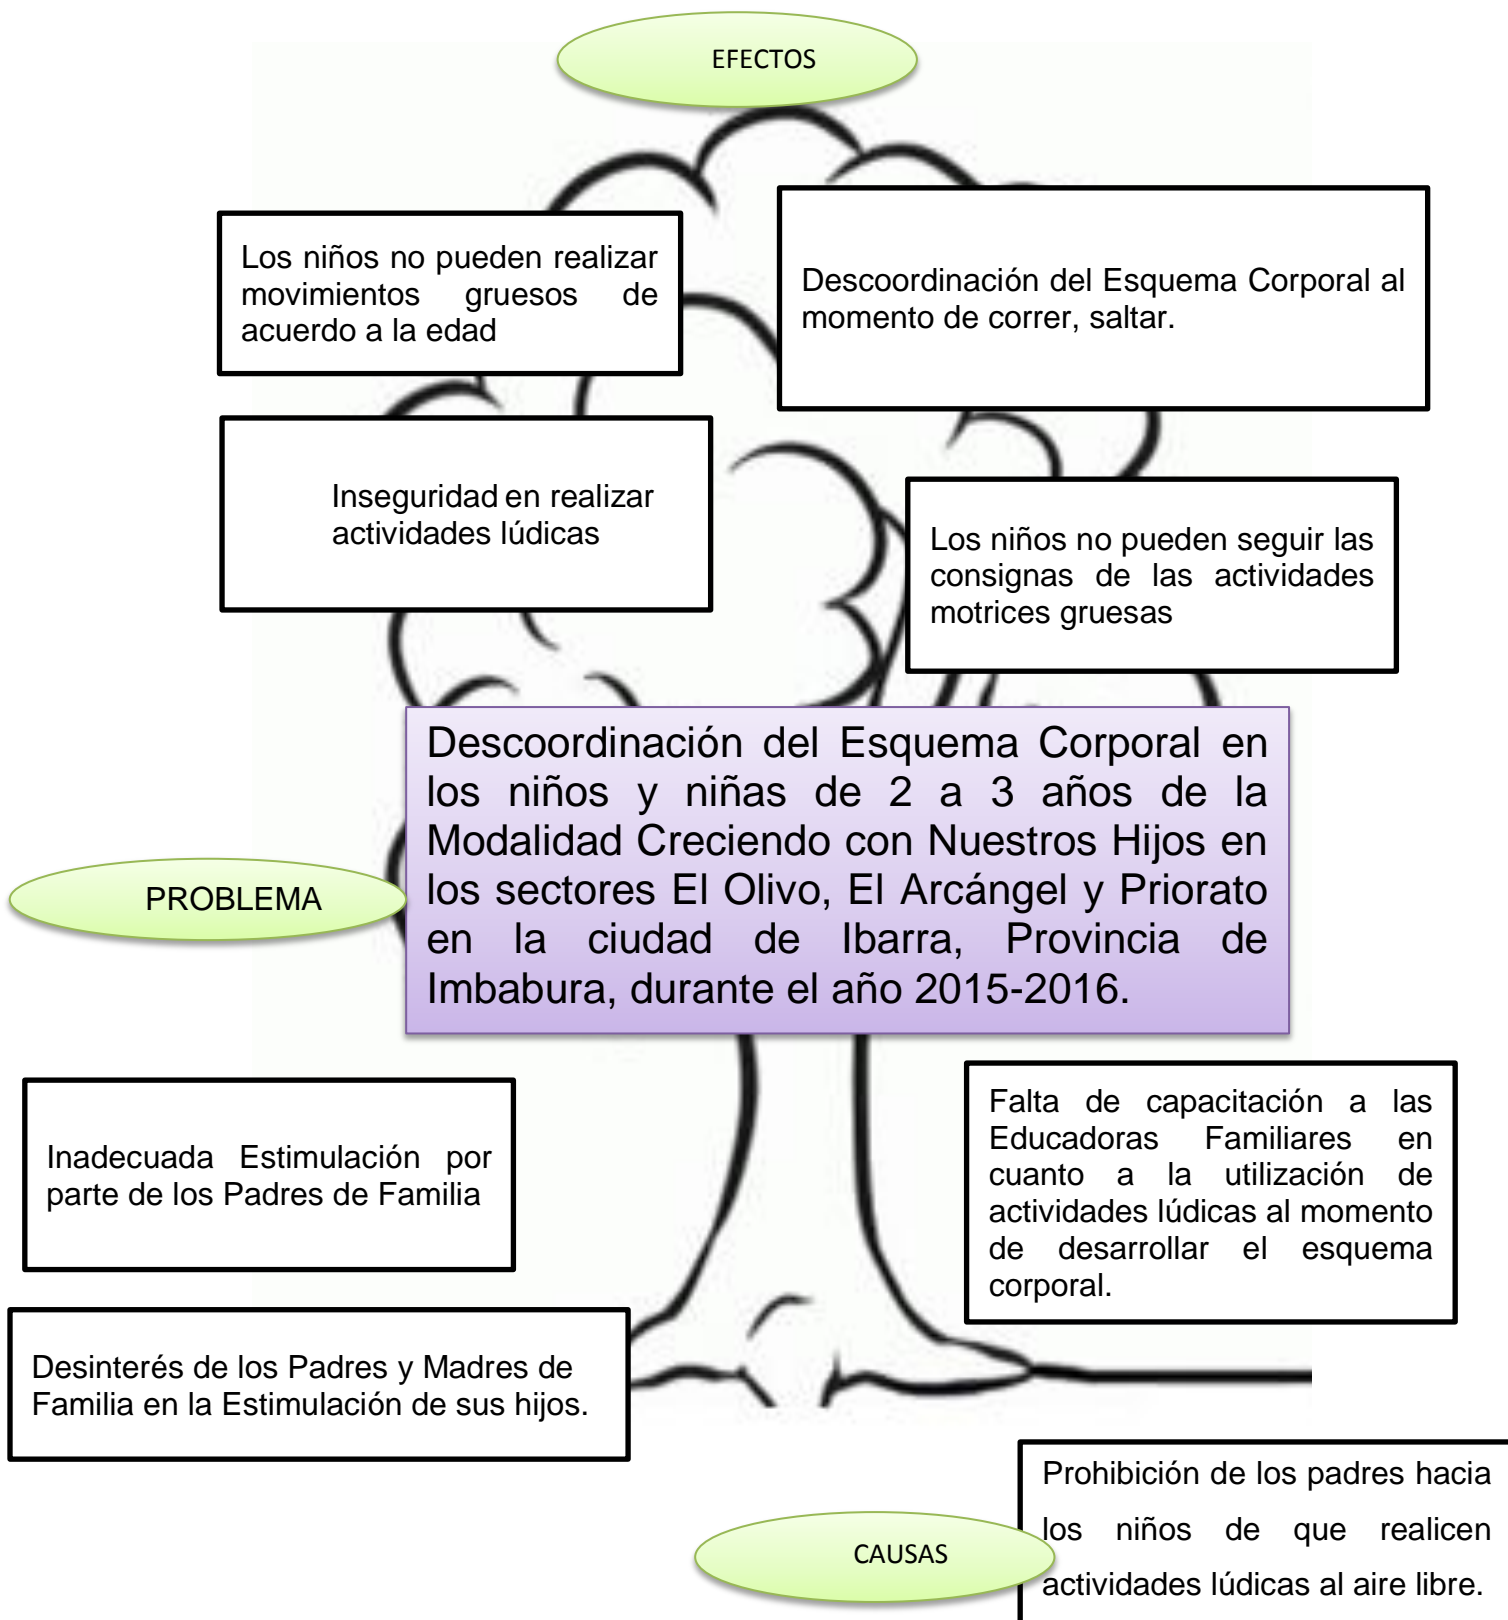 EFECTOS
Los niños no pueden realizar
movimientos gruesos de
acuerdo a la edad
Descoordinación del Esquema Corporal al
momento de correr, saltar.
Inseguridad en realizar
actividades lúdicas
Los niños no pueden seguir las
consignas de las actividades
motrices gruesas
PROBLEMA
Descoordinación del Esquema Corporal en
los niños y niñas de 2 a 3 años de la
Modalidad Creciendo con Nuestros Hijos en
los sectores El Olivo, El Arcángel y Priorato
en la ciudad de Ibarra, Provincia de
Imbabura, durante el año 2015-2016.
Inadecuada Estimulación por
parte de los Padres de Familia
Falta de capacitación a las
Educadoras Familiares en
cuanto a la utilización de
actividades lúdicas al momento
de desarrollar el esquema
corporal.
Desinterés de los Padres y Madres de
Familia en la Estimulación de sus hijos.
CAUSAS
Prohibición de los padres hacia
los niños de que realicen
actividades lúdicas al aire libre.